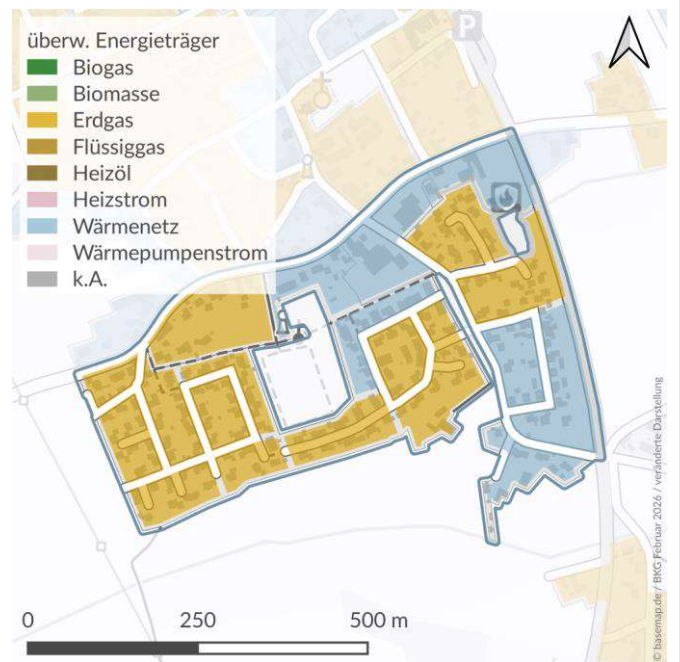 überw. Energieträger
Biogas
Biomasse
Erdgas
Flüssiggas
Heizöl
Heizstrom
Wärmenetz
Wärmepumpenstrom
k.A.
P
0 250 500 m
© basemap.de / BKG Februar 2026 / veränderte Darstellung